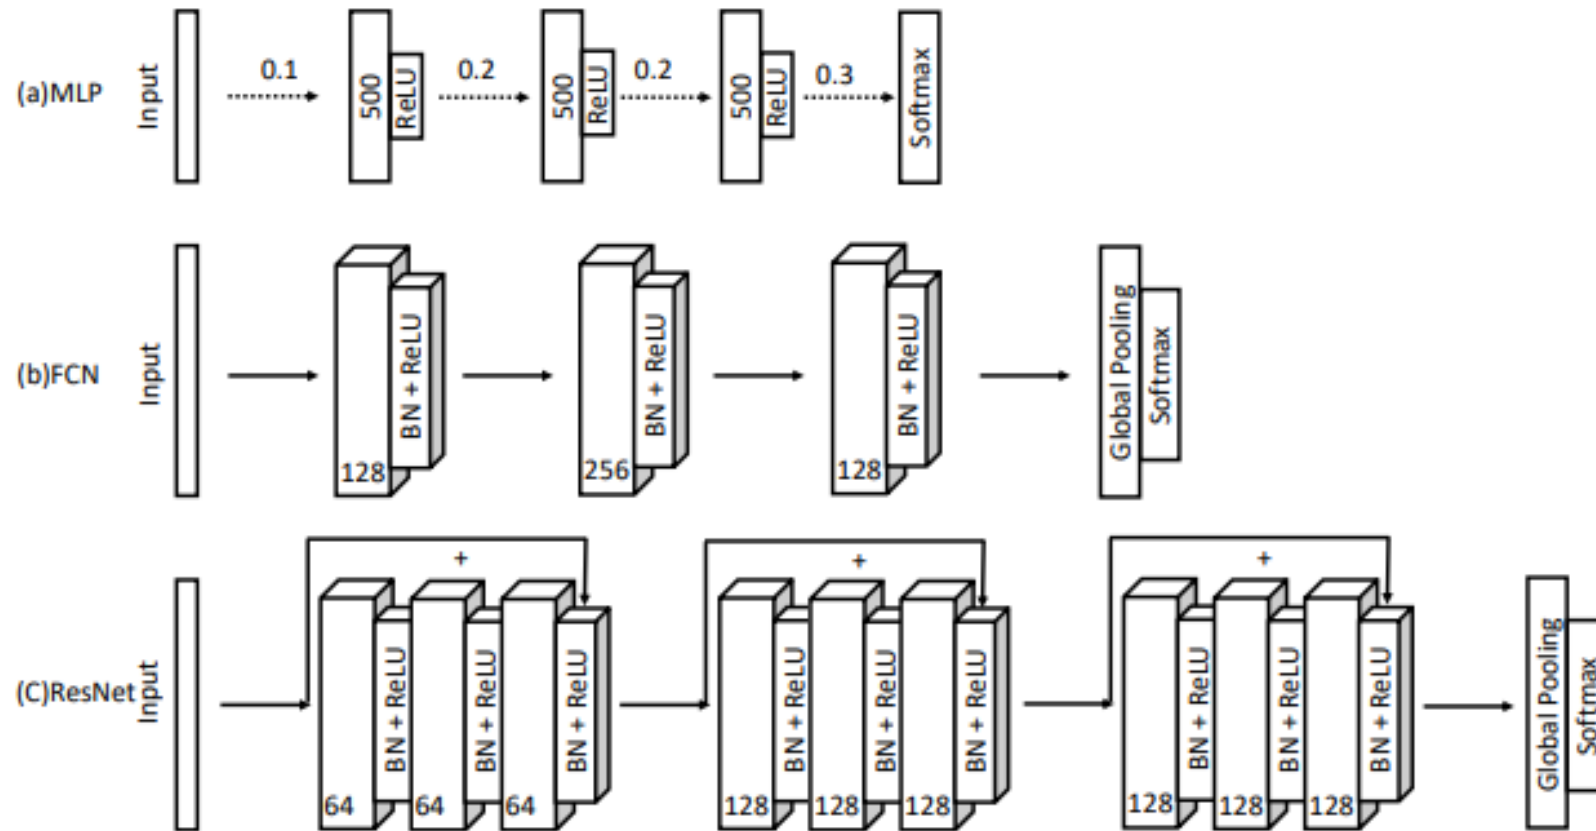 (a)MLP
Input
0.1
500
ReLU
0.2
500
ReLU
0.2
500
ReLU
0.3
Softmax
(b)FCN
Input
128
BN + ReLU
256
BN + ReLU
128
BN + ReLU
Global Pooling
Softmax
(C)ResNet
Input
+
64
BN + ReLU
64
BN + ReLU
64
BN + ReLU
+
128
BN + ReLU
128
BN + ReLU
128
BN + ReLU
+
128
BN + ReLU
128
BN + ReLU
128
BN + ReLU
Global Pooling
Softmax